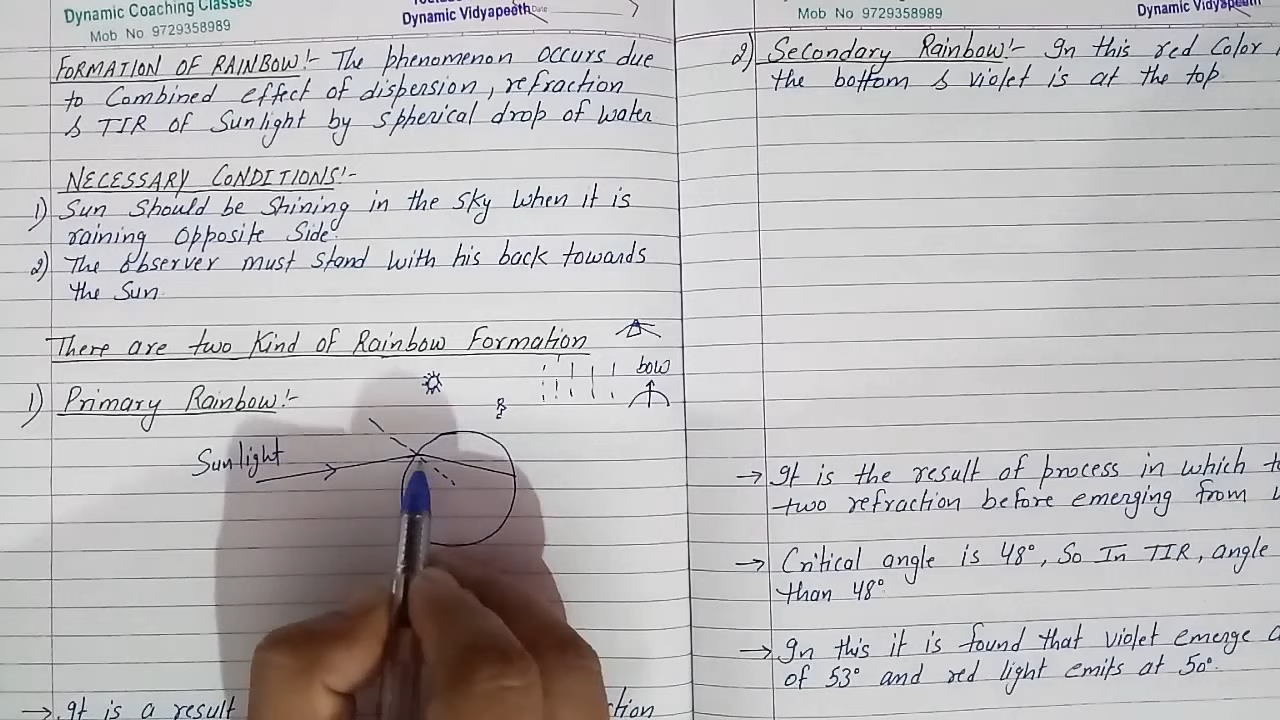 Dynamic Coaching Classes
Mob No 9729358989
Dynamic Vidyapeeth
Date
FORMATION OF RAINBOW:- The phenomenon occurs due
to Combined effect of dispension, refraction
& TIR of Sunlight by spherical drop of water
NECESSARY CONDITIONS:-
1) Sun should be shining in the sky when it is
raining opposite side.
2) The observer must stand with his back towards
the Sun.
There are two kind of Rainbow Formation
bow
1) Primary Rainbow:-
Sunlight
→ It is a result
ction
Mob No 9729358989
Dynamic Vidyapeeth
2) Secondary Rainbow:- In this red color
the bottom & violet is at the top
→ It is the result of process in which
two refraction before emerging from
→ Critical angle is 48°, So In TIR, angle
than 48°
→ In this it is found that violet emerge
of 53° and red light emits at 50°.